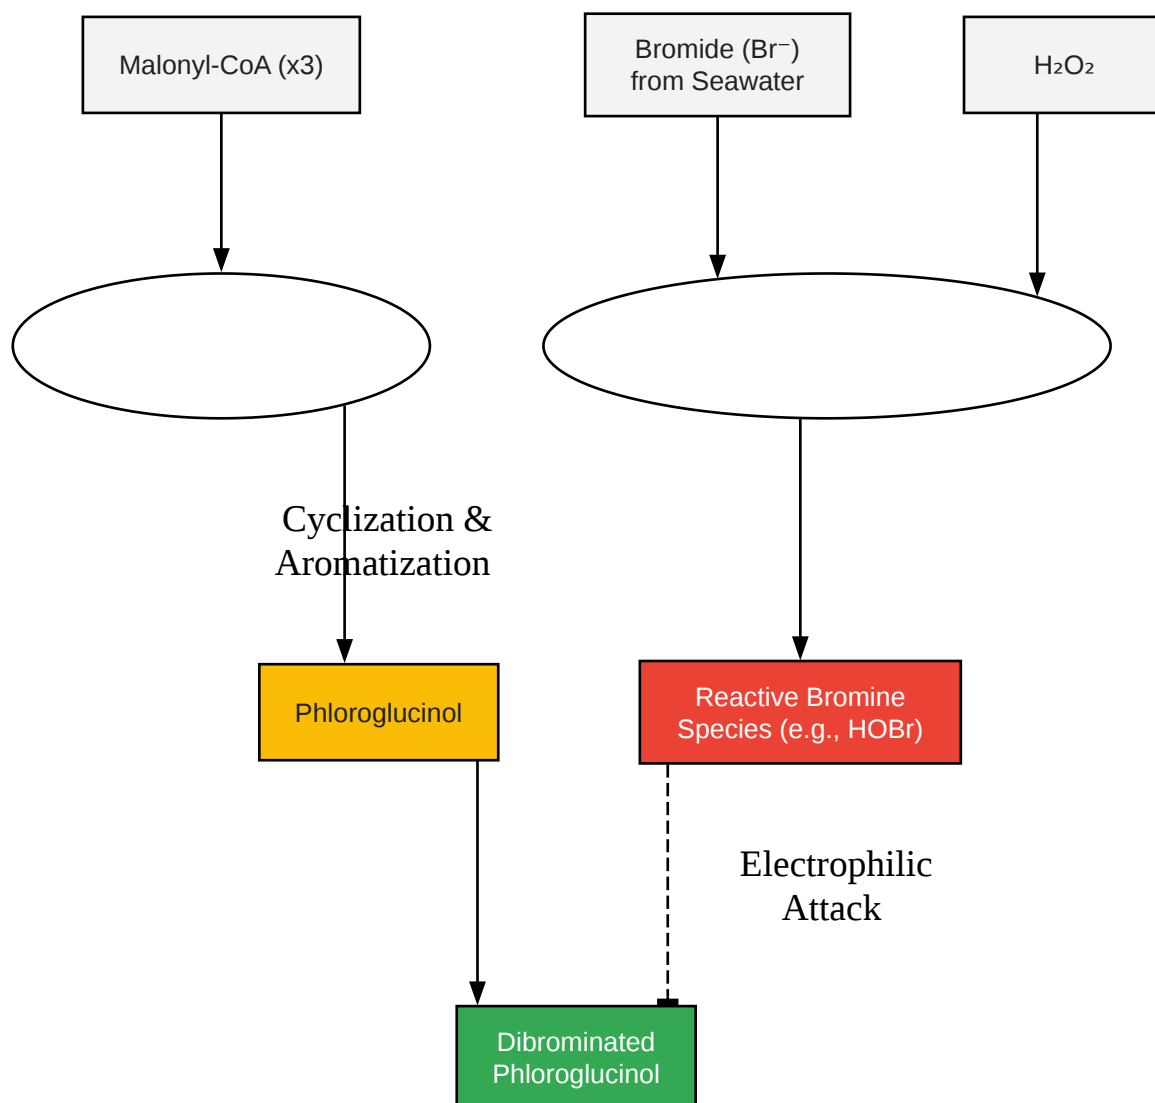 Malonyl-CoA (x3)
Bromide (Br⁻)
from Seawater
H₂O₂
Cyclization &
Aromatization
Phloroglucinol
Reactive Bromine
Species (e.g., HOBr)
Electrophilic
Attack
Dibrominated
Phloroglucinol